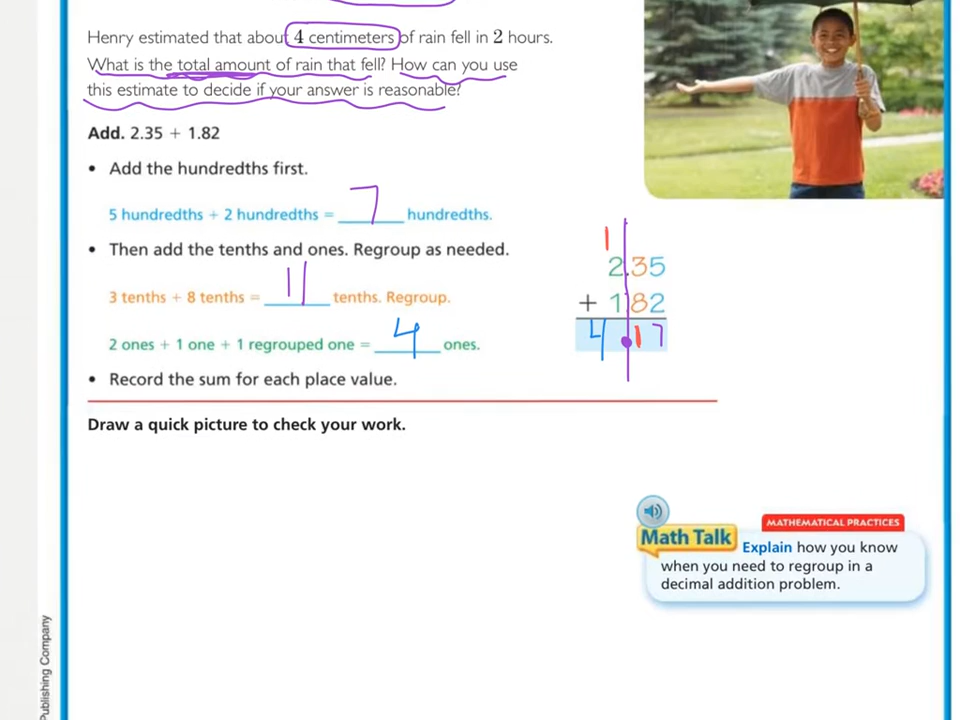 Henry estimated that about 4 centimeters of rain fell in 2 hours.
What is the total amount of rain that fell? How can you use
this estimate to decide if your answer is reasonable?
Add. 2.35 + 1.82
• Add the hundredths first.
5 hundredths + 2 hundredths = 7 hundredths.
• Then add the tenths and ones. Regroup as needed.
3 tenths + 8 tenths = 11 tenths. Regroup.
2 ones + 1 one + 1 regrouped one = 4 ones.
• Record the sum for each place value.
1
2.35
+ 1.82
4.17
Draw a quick picture to check your work.
Math Talk
MATHEMATICAL PRACTICES
Explain how you know
when you need to regroup in a
decimal addition problem.
Publishing Company